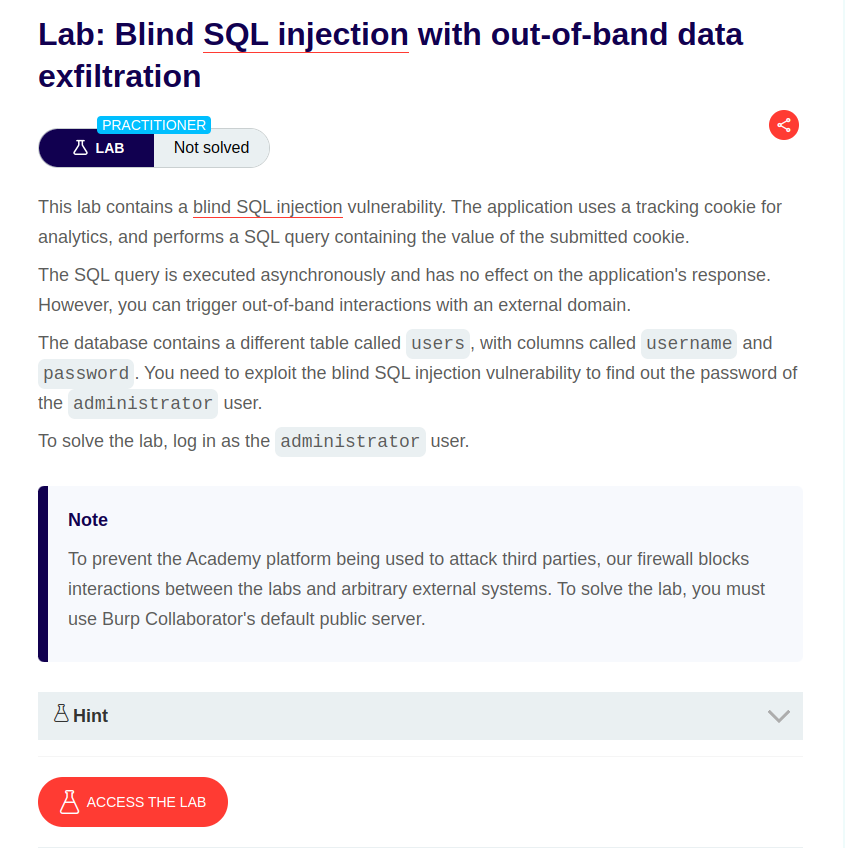 Lab: Blind SQL injection with out-of-band data
exfiltration
PRACTITIONER
LAB Not solved
This lab contains a blind SQL injection vulnerability. The application uses a tracking cookie for
analytics, and performs a SQL query containing the value of the submitted cookie.
The SQL query is executed asynchronously and has no effect on the application's response.
However, you can trigger out-of-band interactions with an external domain.
The database contains a different table called users, with columns called username and
password. You need to exploit the blind SQL injection vulnerability to find out the password of
the administrator user.
To solve the lab, log in as the administrator user.
Note
To prevent the Academy platform being used to attack third parties, our firewall blocks
interactions between the labs and arbitrary external systems. To solve the lab, you must
use Burp Collaborator's default public server.
Hint
ACCESS THE LAB